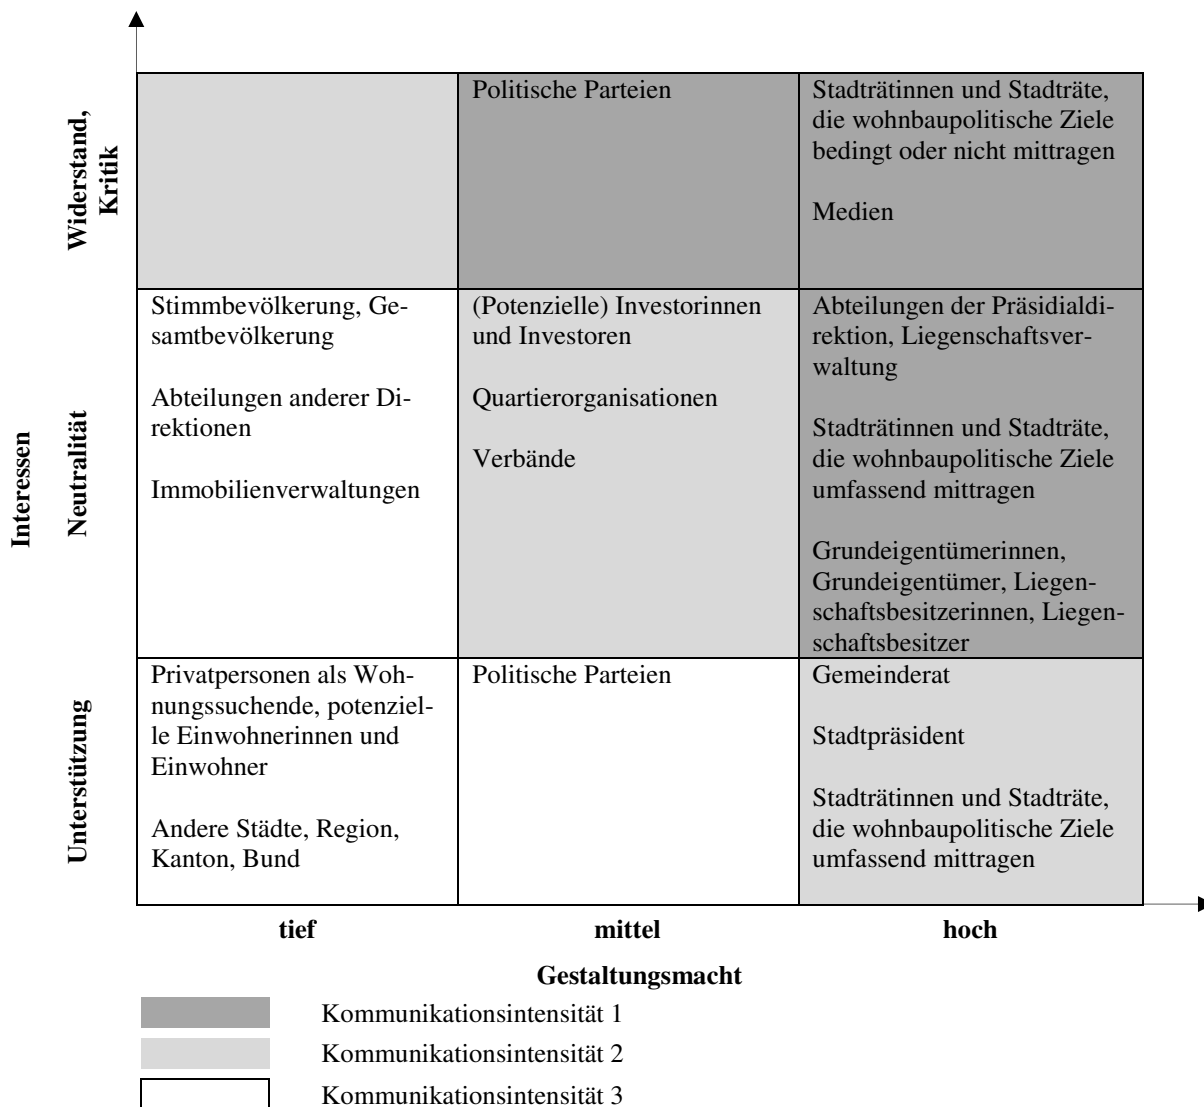 Widerstand,
Kritik
Politische Parteien
Stadträtinnen und Stadträte,
die wohnbaupolitische Ziele
bedingt oder nicht mittragen
Medien
Interessen
Neutralität
Stimmbevölkerung, Ge-
samtbevölkerung
Abteilungen anderer Di-
rektionen
Immobilienverwaltungen
(Potenzielle) Investorinnen
und Investoren
Quartierorganisationen
Verbände
Abteilungen der Präsidialdi-
rektion, Liegenschaftsver-
waltung
Stadträtinnen und Stadträte,
die wohnbaupolitische Ziele
umfassend mittragen
Grundeigentümerinnen,
Grundeigentümer, Liegen-
schaftsbesitzerinnen, Liegen-
schaftsbesitzer
Unterstützung
Privatpersonen als Woh-
nungssuchende, potenziel-
le Einwohnerinnen und
Einwohner
Andere Städte, Region,
Kanton, Bund
Politische Parteien
Gemeinderat
Stadtpräsident
Stadträtinnen und Stadträte,
die wohnbaupolitische Ziele
umfassend mittragen
tief
mittel
hoch
Gestaltungsmacht
Kommunikationsintensität 1
Kommunikationsintensität 2
Kommunikationsintensität 3